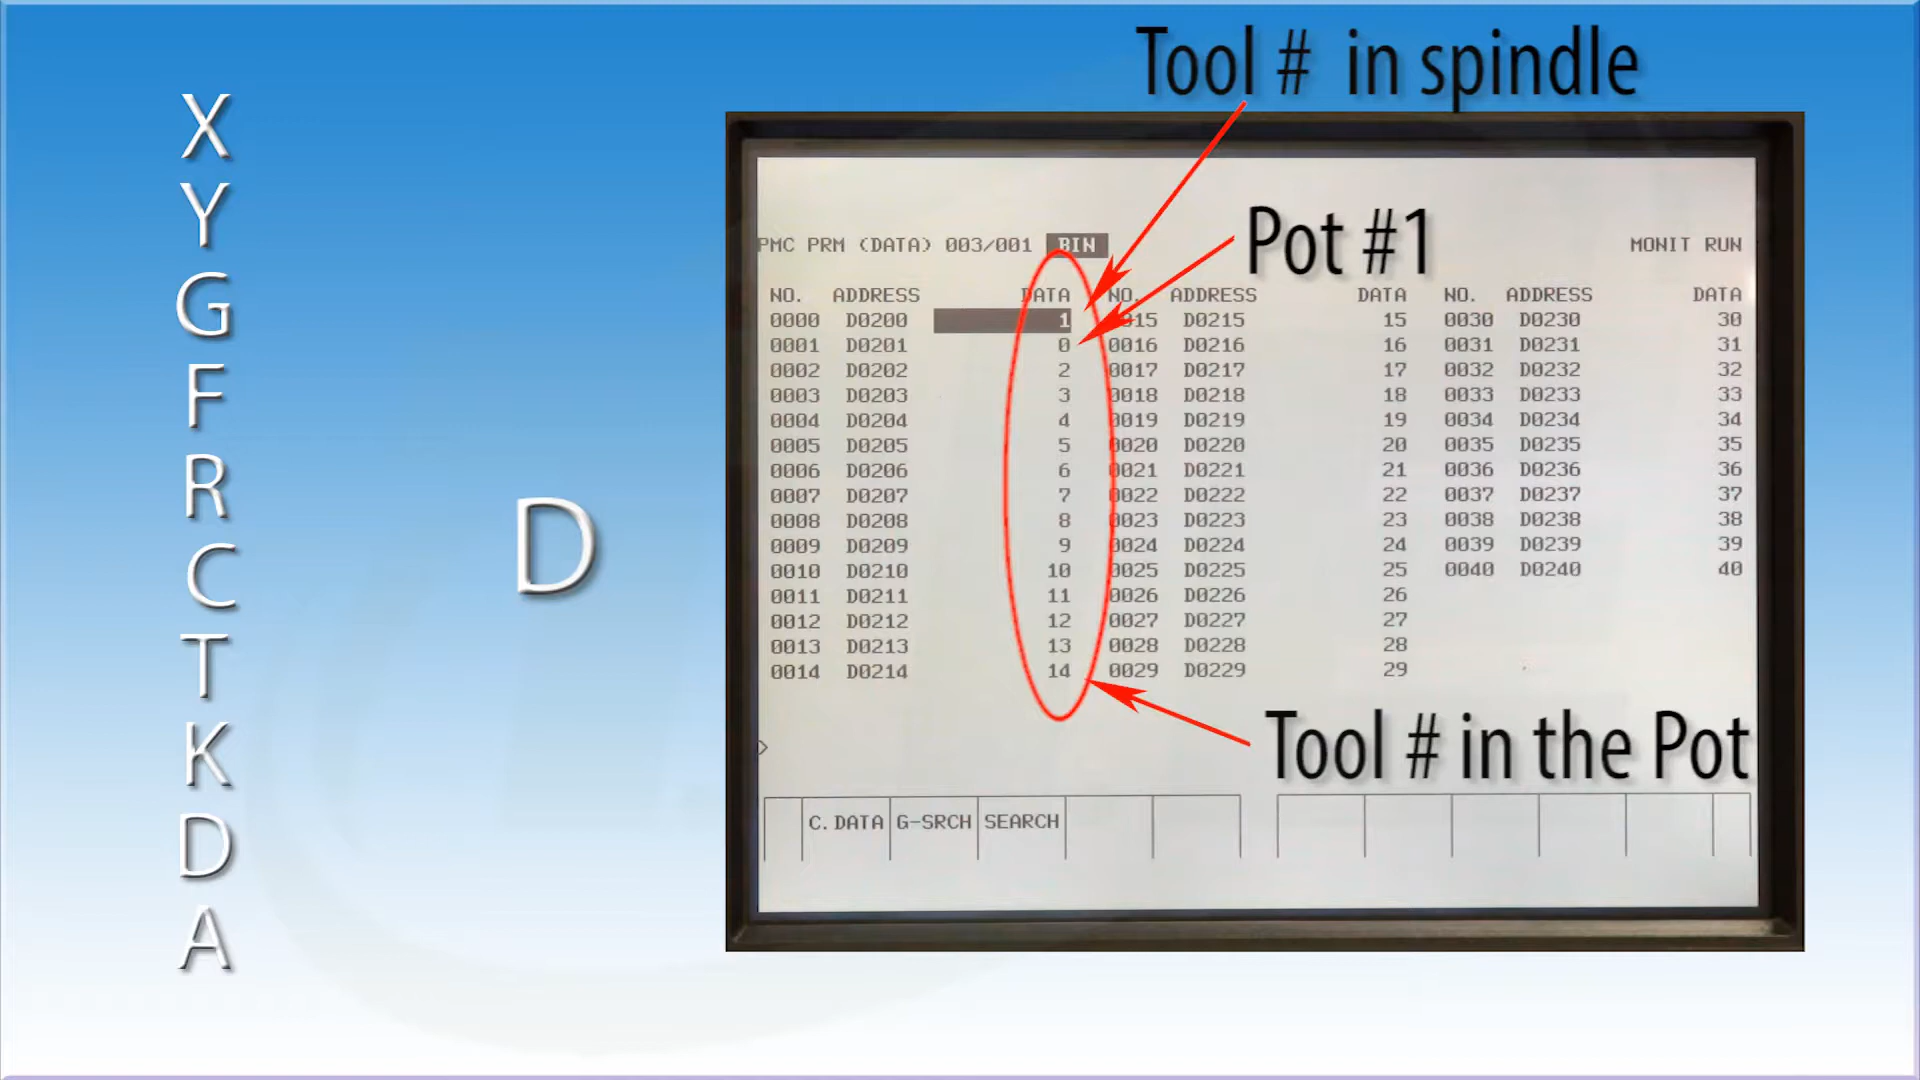 Tool # in spindle
X
Y
G
F
R
C
T
K
D
A
D
Pot #1
PMC PRM (DATA) 003/001 BIN MONIT RUN
NO. ADDRESS DATA NO. ADDRESS DATA NO. ADDRESS DATA
0000 D0200 1 0015 D0215 15 0030 D0230 30
0001 D0201 0 0016 D0216 16 0031 D0231 31
0002 D0202 2 0017 D0217 17 0032 D0232 32
0003 D0203 3 0018 D0218 18 0033 D0233 33
0004 D0204 4 0019 D0219 19 0034 D0234 34
0005 D0205 5 0020 D0220 20 0035 D0235 35
0006 D0206 6 0021 D0221 21 0036 D0236 36
0007 D0207 7 0022 D0222 22 0037 D0237 37
0008 D0208 8 0023 D0223 23 0038 D0238 38
0009 D0209 9 0024 D0224 24 0039 D0239 39
0010 D0210 10 0025 D0225 25 0040 D0240 40
0011 D0211 11 0026 D0226 26
0012 D0212 12 0027 D0227 27
0013 D0213 13 0028 D0228 28
0014 D0214 14 0029 D0229 29
Tool # in the Pot
>
C.DATA G-SRCH SEARCH